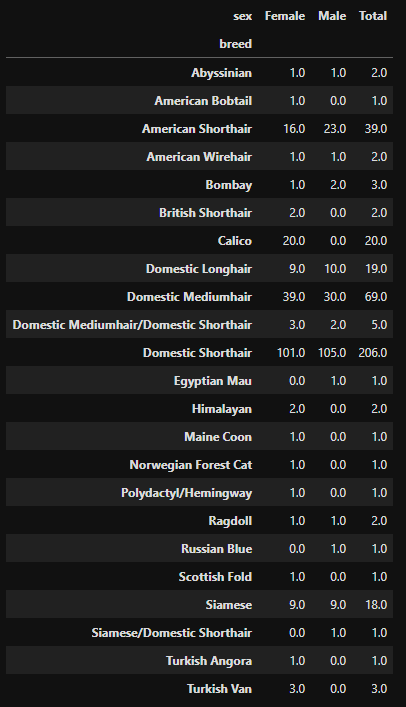 sex Female Male Total
breed
Abyssinian 1.0 1.0 2.0
American Bobtail 1.0 0.0 1.0
American Shorthair 16.0 23.0 39.0
American Wirehair 1.0 1.0 2.0
Bombay 1.0 2.0 3.0
British Shorthair 2.0 0.0 2.0
Calico 20.0 0.0 20.0
Domestic Longhair 9.0 10.0 19.0
Domestic Mediumhair 39.0 30.0 69.0
Domestic Mediumhair/Domestic Shorthair 3.0 2.0 5.0
Domestic Shorthair 101.0 105.0 206.0
Egyptian Mau 0.0 1.0 1.0
Himalayan 2.0 0.0 2.0
Maine Coon 1.0 0.0 1.0
Norwegian Forest Cat 1.0 0.0 1.0
Polydactyl/Hemingway 1.0 0.0 1.0
Ragdoll 1.0 1.0 2.0
Russian Blue 0.0 1.0 1.0
Scottish Fold 1.0 0.0 1.0
Siamese 9.0 9.0 18.0
Siamese/Domestic Shorthair 0.0 1.0 1.0
Turkish Angora 1.0 0.0 1.0
Turkish Van 3.0 0.0 3.0